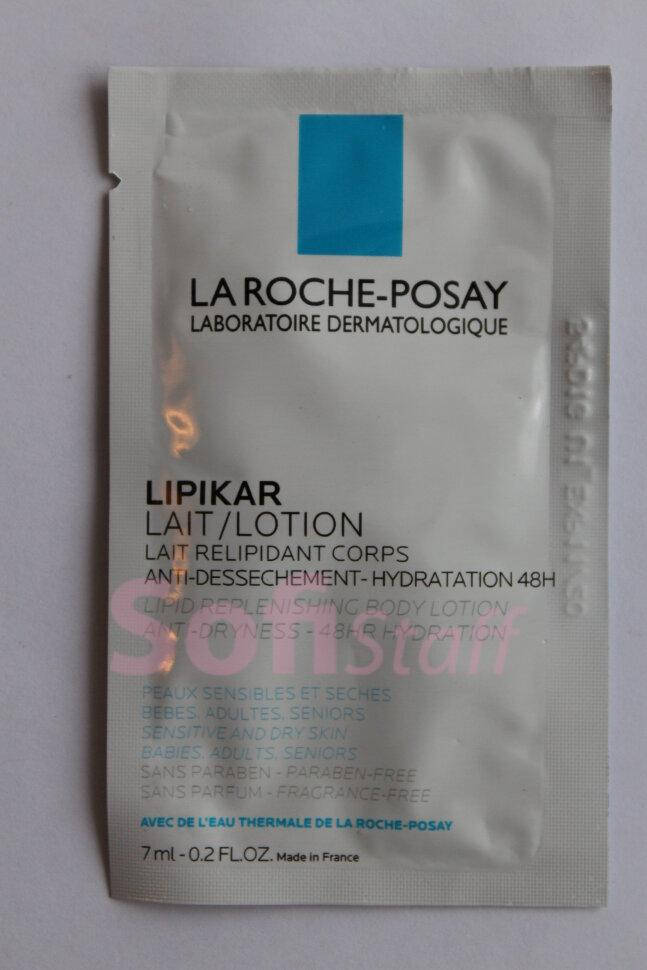 LA ROCHE-POSAY
LABORATOIRE DERMATOLOGIQUE
LIPIKAR
LAIT/LOTION
LAIT RELIPIDANT CORPS
ANTI-DESSECHEMENT- HYDRATATION 48H
LIPID REPLENISHING BODY LOTION
ANTI-DRYNESS - 48HR HYDRATION
SofiStaff
PEAUX SENSIBLES ET SECHES
BEBES, ADULTES, SENIORS
SENSITIVE AND DRY SKIN
BABIES, ADULTS, SENIORS
SANS PARABEN - PARABEN-FREE
SANS PARFUM - FRAGRANCE-FREE
AVEC DE L'EAU THERMALE DE LA ROCHE-POSAY
7 ml - 0.2 FL.OZ. Made in France